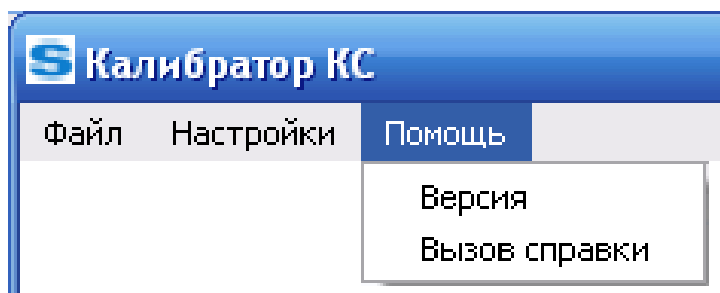 S Калибратор КС
Файл Настройки Помощь
Версия
Вызов справки